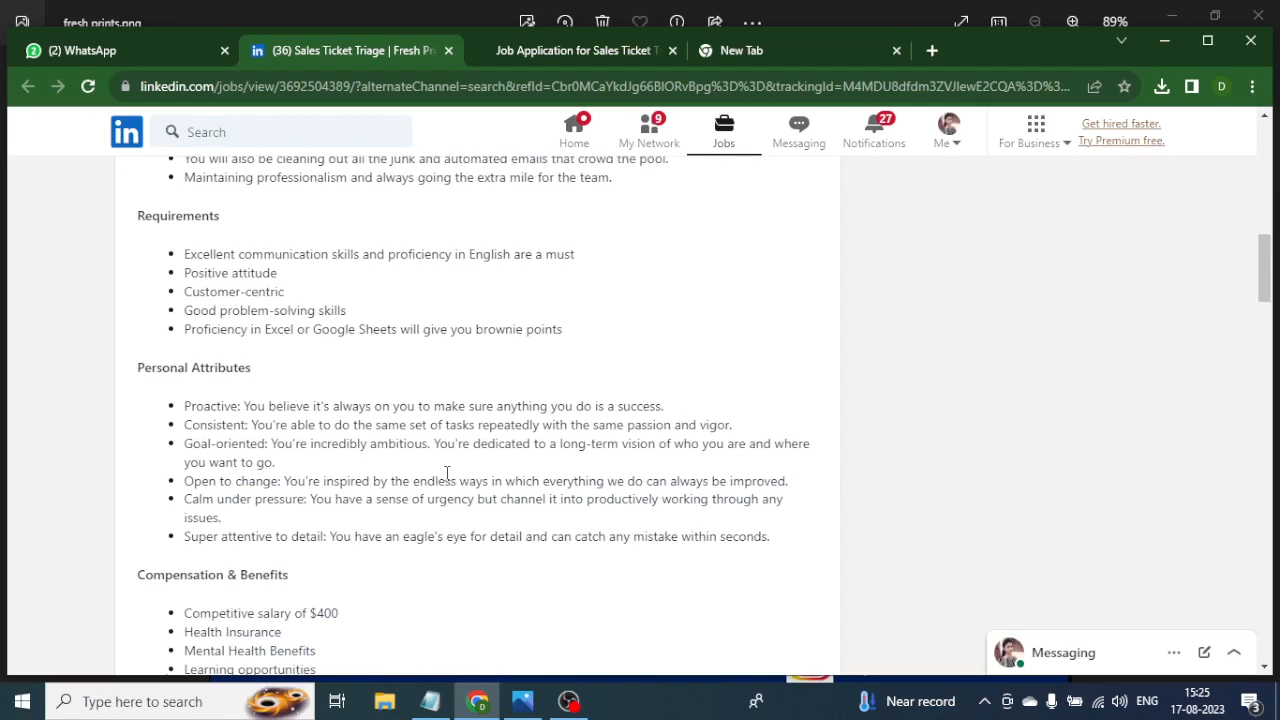 fresh prints.png
89%
(2) WhatsApp
(36) Sales Ticket Triage | Fresh Pri
Job Application for Sales Ticket T
New Tab
linkedin.com/jobs/view/3692504389/?alternateChannel=search&refId=Cbr0MCaYkdJg66BlORvBpg%3D%3D&trackingId=M4MDU8dfdm3ZVJlewE2CQA%3D%3D...
D
in
Search
Home
9
My Network
Jobs
Messaging
27
Notifications
Me
For Business
Get hired faster.
Try Premium free.
You will also be cleaning out all the junk and automated emails that crowd the pool.
Maintaining professionalism and always going the extra mile for the team.
Requirements
Excellent communication skills and proficiency in English are a must
Positive attitude
Customer-centric
Good problem-solving skills
Proficiency in Excel or Google Sheets will give you brownie points
Personal Attributes
Proactive: You believe it's always on you to make sure anything you do is a success.
Consistent: You're able to do the same set of tasks repeatedly with the same passion and vigor.
Goal-oriented: You're incredibly ambitious. You're dedicated to a long-term vision of who you are and where
you want to go.
Open to change: You're inspired by the endless ways in which everything we do can always be improved.
Calm under pressure: You have a sense of urgency but channel it into productively working through any
issues.
Super attentive to detail: You have an eagle's eye for detail and can catch any mistake within seconds.
Compensation & Benefits
Competitive salary of $400
Health Insurance
Mental Health Benefits
Learning opportunities
Messaging
Type here to search
Near record
ENG
15:25
17-08-2023
3